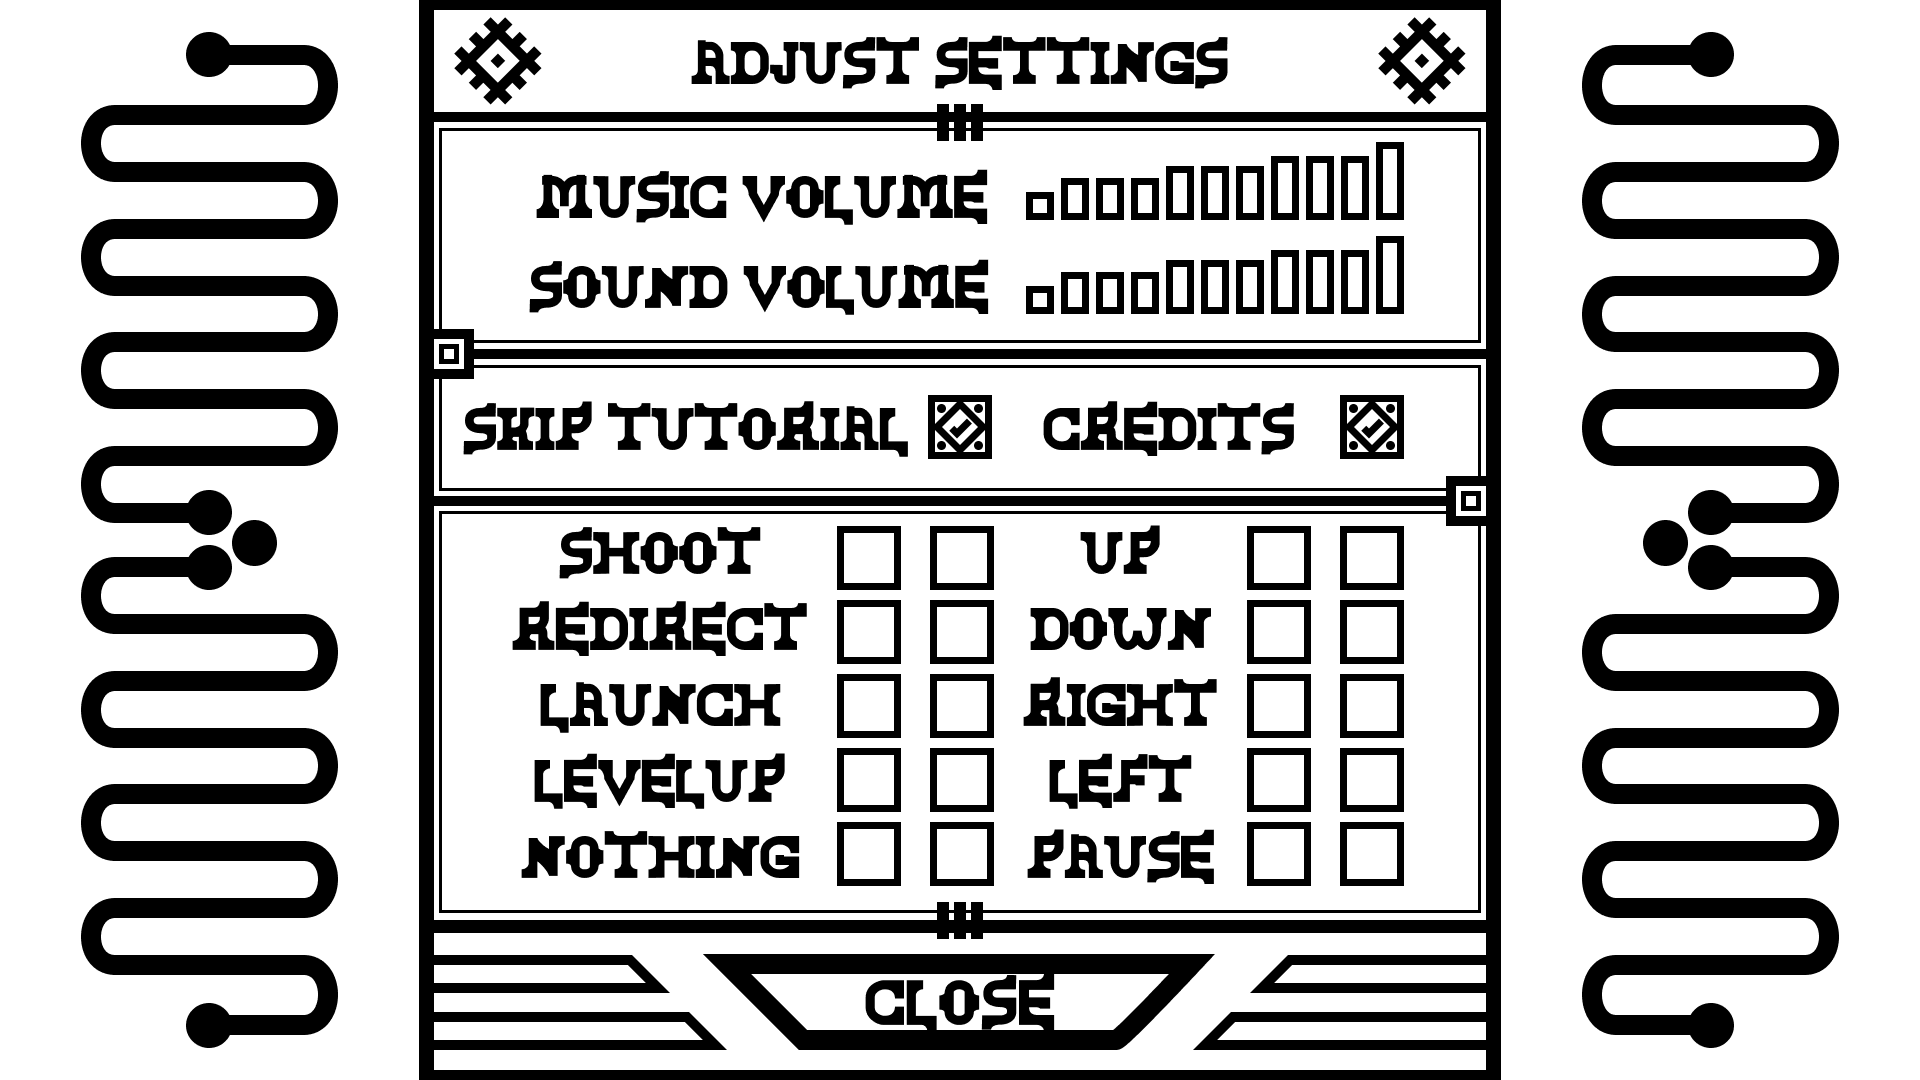 ADJUST SETTINGS
MUSIC VOLUME
SOUND VOLUME
SKIP TUTORIAL CREDITS
SHOOT UP
REDIRECT DOWN
LAUNCH RIGHT
LEVELUP LEFT
NOTHING PAUSE
CLOSE